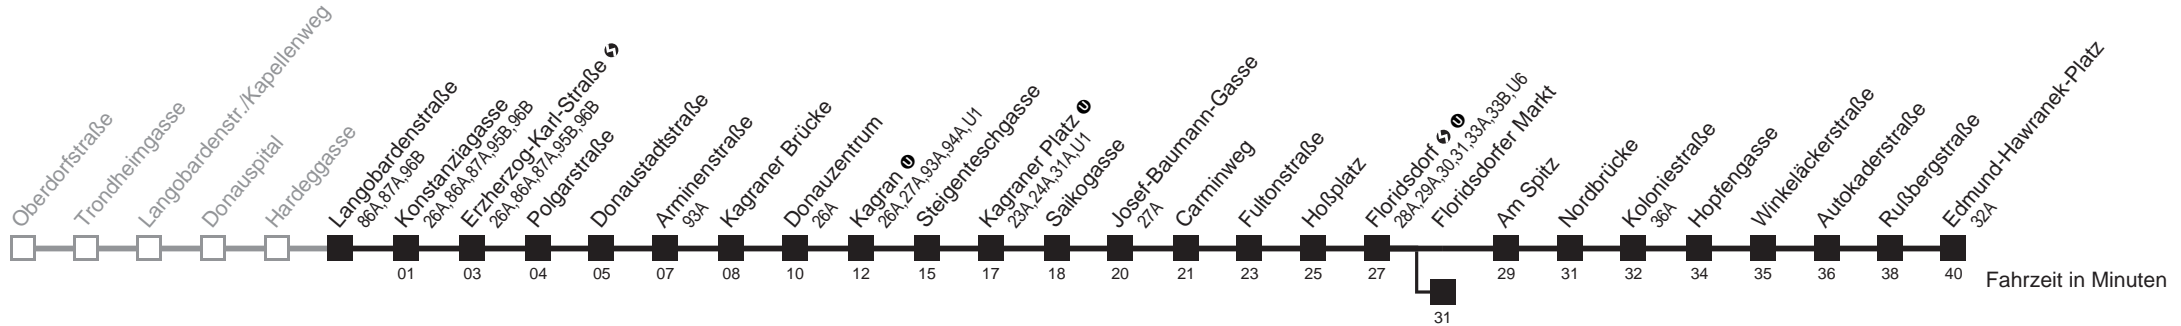 Oberdorfstraße
Trondheimgasse
Langobardenstr./Kapellenweg
Donauspital
Hardeggasse
Langobardenstraße
86A,87A,96B
Konstanziagasse
26A,86A,87A,95B,96B
Erzherzog-Karl-Straße
26A,86A,87A,95B,96B
Polgarstraße
Donaustadtstraße
Arminenstraße
93A
Kagraner Brücke
Donauzentrum
26A
Kagran U
26A,27A,93A,94A,U1
Steigenteschgasse
Kagraner Platz U
23A,24A,31A,U1
Saikogasse
Josef-Baumann-Gasse
27A
Carminweg
Fultonstraße
Hoßplatz
Floridsdorf U
28A,29A,30,31,33A,33B,U6
Floridsdorfer Markt
Am Spitz
Nordbrücke
Koloniestraße
36A
Hopfengasse
Winkeläckerstraße
Autokaderstraße
Rußbergstraße
Edmund-Hawranek-Platz
32A
01 03 04 05 07 08 10 12 15 17 18 20 21 23 25 27 29 31 32 34 35 36 38 40 Fahrzeit in Minuten
31